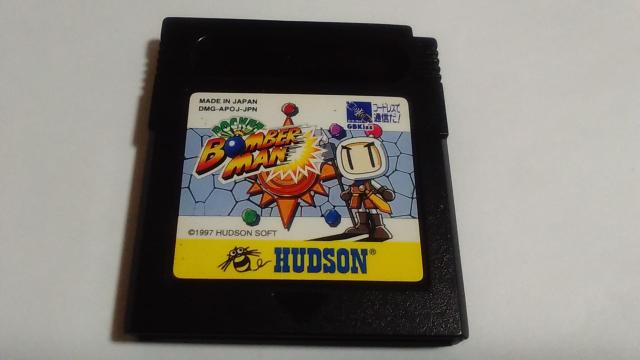 MADE IN JAPAN
DMG-APOJ-JPN
コードレスで
通信だ!
GBKiss
POCKET
BOMBER
MAN
©1997 HUDSON SOFT
HUDSON®